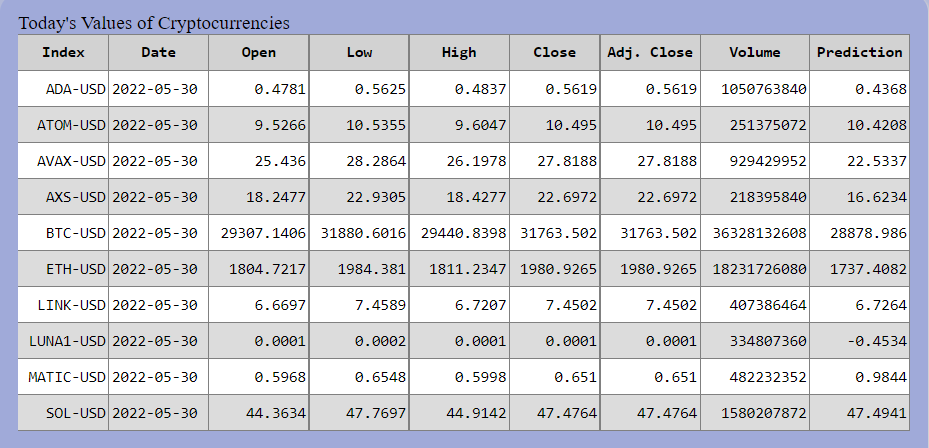 Today's Values of Cryptocurrencies
Index Date Open Low High Close Adj. Close Volume Prediction
ADA-USD 2022-05-30 0.4781 0.5625 0.4837 0.5619 0.5619 1050763840 0.4368
ATOM-USD 2022-05-30 9.5266 10.5355 9.6047 10.495 10.495 251375072 10.4208
AVAX-USD 2022-05-30 25.436 28.2864 26.1978 27.8188 27.8188 929429952 22.5337
AXS-USD 2022-05-30 18.2477 22.9305 18.4277 22.6972 22.6972 218395840 16.6234
BTC-USD 2022-05-30 29307.1406 31880.6016 29440.8398 31763.502 31763.502 36328132608 28878.986
ETH-USD 2022-05-30 1804.7217 1984.381 1811.2347 1980.9265 1980.9265 18231726080 1737.4082
LINK-USD 2022-05-30 6.6697 7.4589 6.7207 7.4502 7.4502 407386464 6.7264
LUNA1-USD 2022-05-30 0.0001 0.0002 0.0001 0.0001 0.0001 334807360 -0.4534
MATIC-USD 2022-05-30 0.5968 0.6548 0.5998 0.651 0.651 482232352 0.9844
SOL-USD 2022-05-30 44.3634 47.7697 44.9142 47.4764 47.4764 1580207872 47.4941